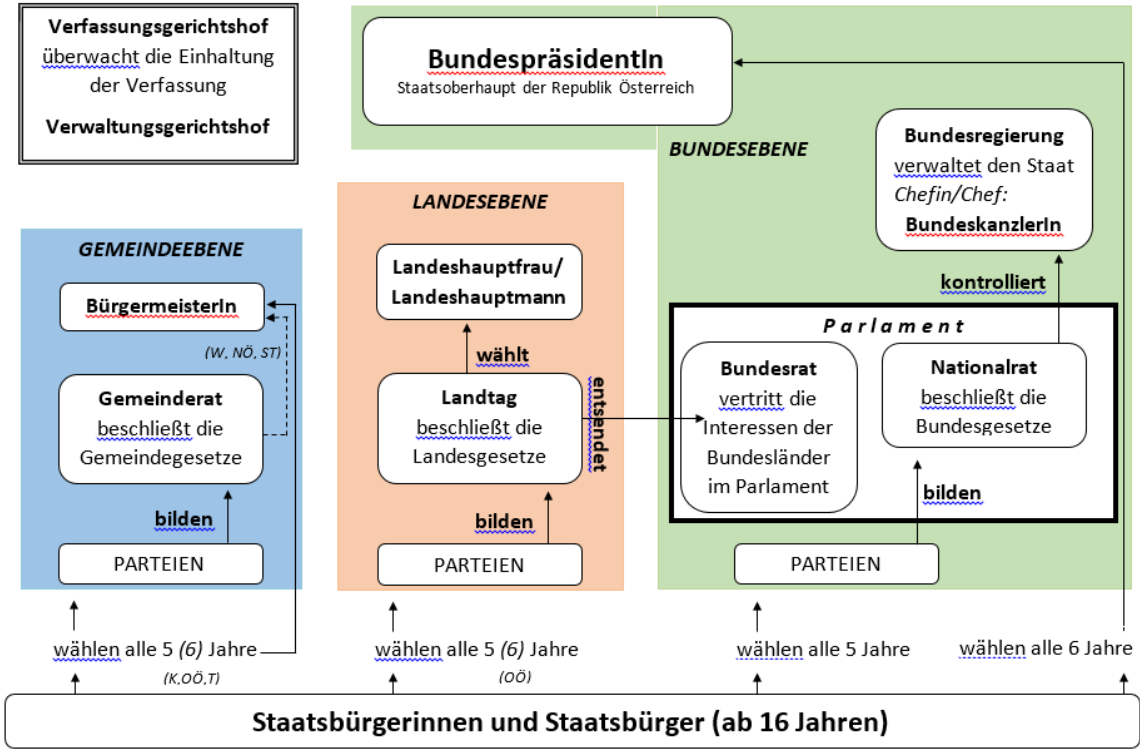 Verfassungsgerichtshof
überwacht die Einhaltung
der Verfassung
Verwaltungsgerichtshof
BundespräsidentIn
Staatsoberhaupt der Republik Österreich
BUNDESEBENE
Bundesregierung
verwaltet den Staat
Chefin/Chef:
BundeskanzlerIn
kontrolliert
Parlament
Bundesrat
vertritt die
Interessen der
Bundesländer
im Parlament
Nationalrat
beschließt die
Bundesgesetze
bilden
PARTEIEN
LANDESEBENE
Landeshauptfrau/
Landeshauptmann
wählt
Landtag
beschließt die
Landesgesetze
entsendet
bilden
PARTEIEN
GEMEINDEEBENE
BürgermeisterIn
(W, NÖ, ST)
Gemeinderat
beschließt die
Gemeindegesetze
bilden
PARTEIEN
wählen alle 5 (6) Jahre
(K,OÖ,T)
wählen alle 5 (6) Jahre
(OÖ)
wählen alle 5 Jahre
wählen alle 6 Jahre
Staatsbürgerinnen und Staatsbürger (ab 16 Jahren)